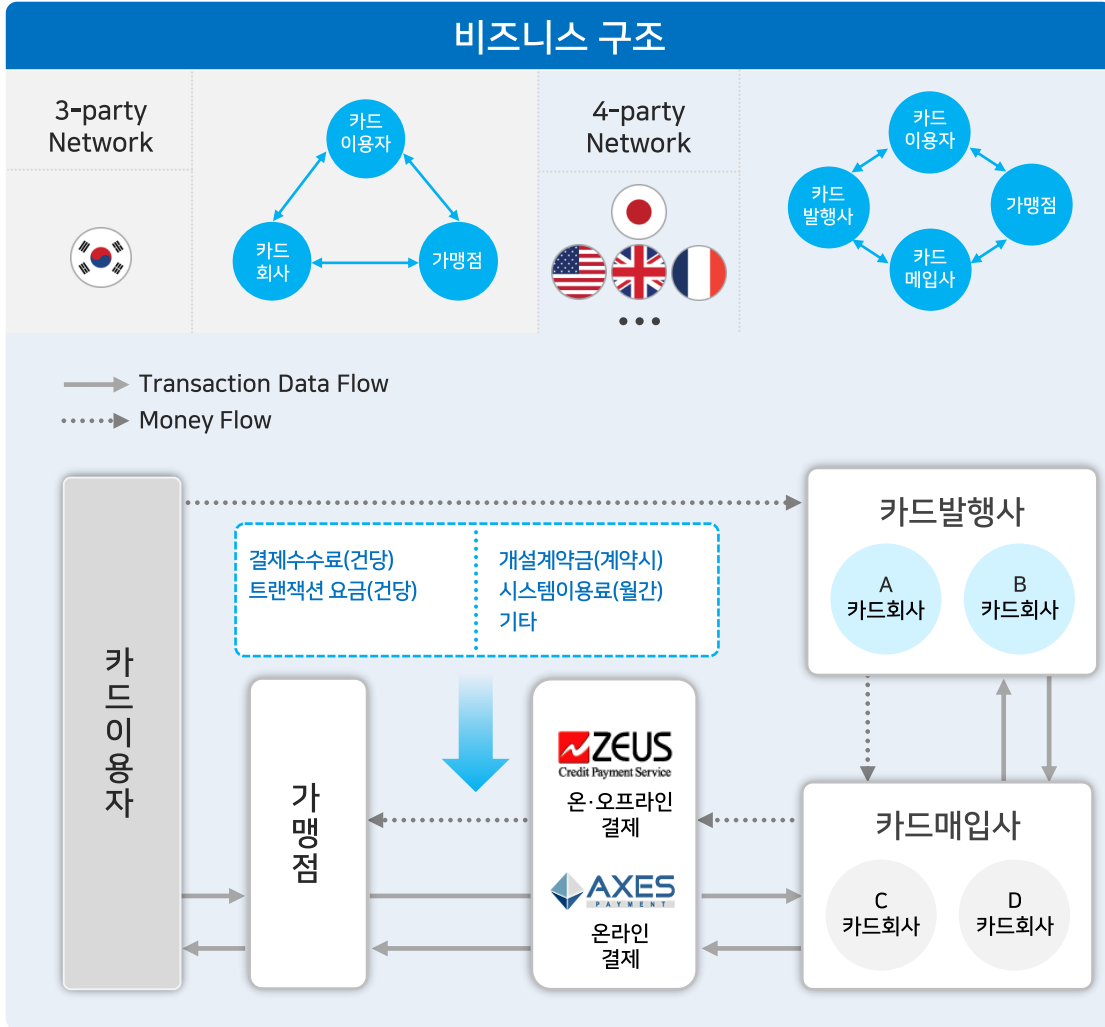 비즈니스 구조
3-party
Network
카드
이용자
카드
회사
가맹점
4-party
Network
카드
이용자
카드
발행사
가맹점
카드
매입사
Transaction Data Flow
Money Flow
카드이용자
결제수수료(건당)
트랜잭션 요금(건당)
개설계약금(계약시)
시스템이용료(월간)
기타
카드발행사
A
카드회사
B
카드회사
가맹점
ZEUS
Credit Payment Service
온·오프라인
결제
AXES
PAYMENT
온라인
결제
카드매입사
C
카드회사
D
카드회사